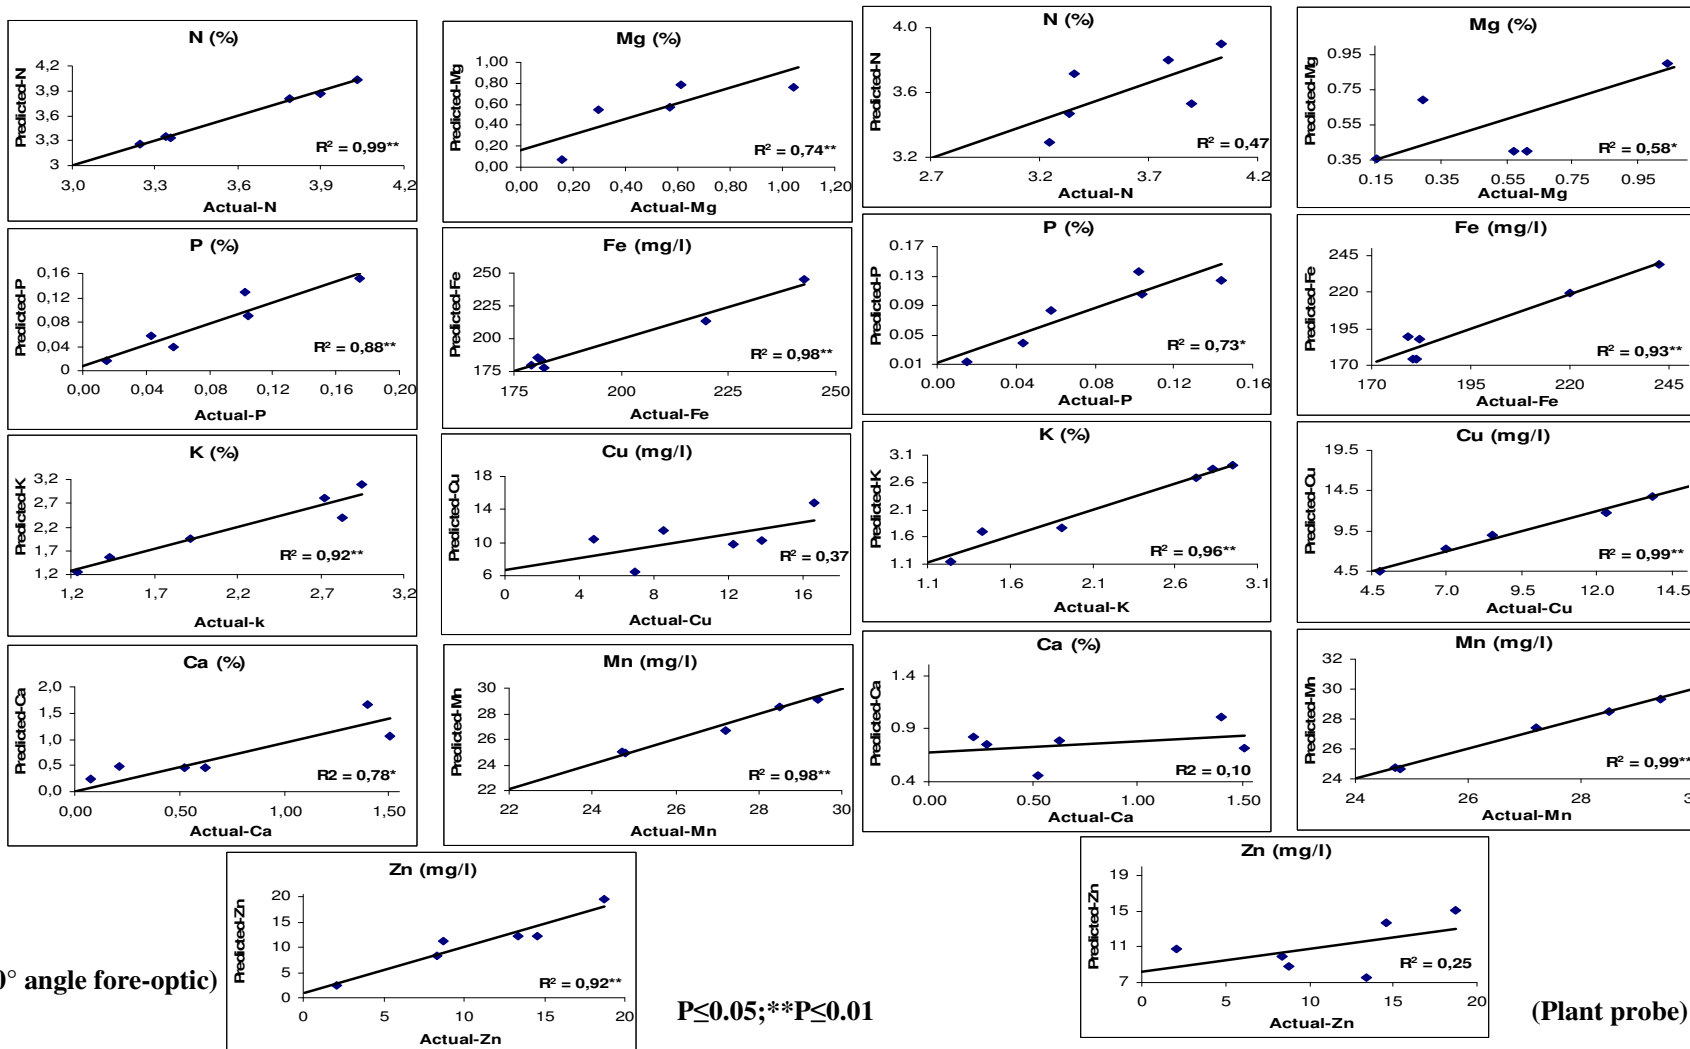 N (%)
Predicted-N
4,2
3,9
3,6
3,3
3
R² = 0,99**
3,0 3,3 3,6 3,9 4,2
Actual-N
Mg (%)
Predicted-Mg
1,00
0,80
0,60
0,40
0,20
0,00
R² = 0,74**
0,00 0,20 0,40 0,60 0,80 1,00 1,20
Actual-Mg
N (%)
Predicted-N
4.0
3.6
3.2
R² = 0,47
2.7 3.2 3.7 4.2
Actual-N
Mg (%)
Predicted-Mg
0.95
0.75
0.55
0.35
R² = 0,58*
0.15 0.35 0.55 0.75 0.95
Actual-Mg
P (%)
Predicted-P
0,16
0,12
0,08
0,04
0
R² = 0,88**
0,00 0,04 0,08 0,12 0,16 0,20
Actual-P
Fe (mg/l)
Predicted-Fe
250
225
200
175
R² = 0,98**
175 200 225 250
Actual-Fe
P (%)
Predicted-P
0.17
0.13
0.09
0.05
0.01
R² = 0,73*
0.00 0.04 0.08 0.12 0.16
Actual-P
Fe (mg/l)
Predicted-Fe
245
220
195
170
R² = 0,93**
170 195 220 245
Actual-Fe
K (%)
Predicted-K
3,2
2,7
2,2
1,7
1,2
R² = 0,92**
1,2 1,7 2,2 2,7 3,2
Actual-k
Cu (mg/l)
Predicted-Cu
18
14
10
6
R² = 0,37
0 4 8 12 16
Actual-Cu
K (%)
Predicted-K
3.1
2.6
2.1
1.6
1.1
R² = 0,96**
1.1 1.6 2.1 2.6 3.1
Actual-K
Cu (mg/l)
Predicted-Cu
19.5
14.5
9.5
4.5
R² = 0,99**
4.5 7.0 9.5 12.0 14.5
Actual-Cu
Ca (%)
Predicted-Ca
2,0
1,5
1,0
0,5
0,0
R2 = 0,78*
0,00 0,50 1,00 1,50
Actual-Ca
Mn (mg/l)
Predicted-Mn
30
28
26
24
22
R² = 0,98**
22 24 26 28 30
Actual-Mn
Ca (%)
Predicted-Ca
1.4
0.9
0.4
R2 = 0,10
0.00 0.50 1.00 1.50
Actual-Ca
Mn (mg/l)
Predicted-Mn
32
30
28
26
24
R² = 0,99**
24 26 28 3
Actual-Mn
Zn (mg/l)
Predicted-Zn
20
15
10
5
0
R² = 0,92**
0 5 10 15 20
Actual-Zn
0° angle fore-optic)
P≤0.05;**P≤0.01
Zn (mg/l)
Predicted-Zn
19
15
11
7
R² = 0,25
0 5 10 15 20
Actual-Zn
(Plant probe)